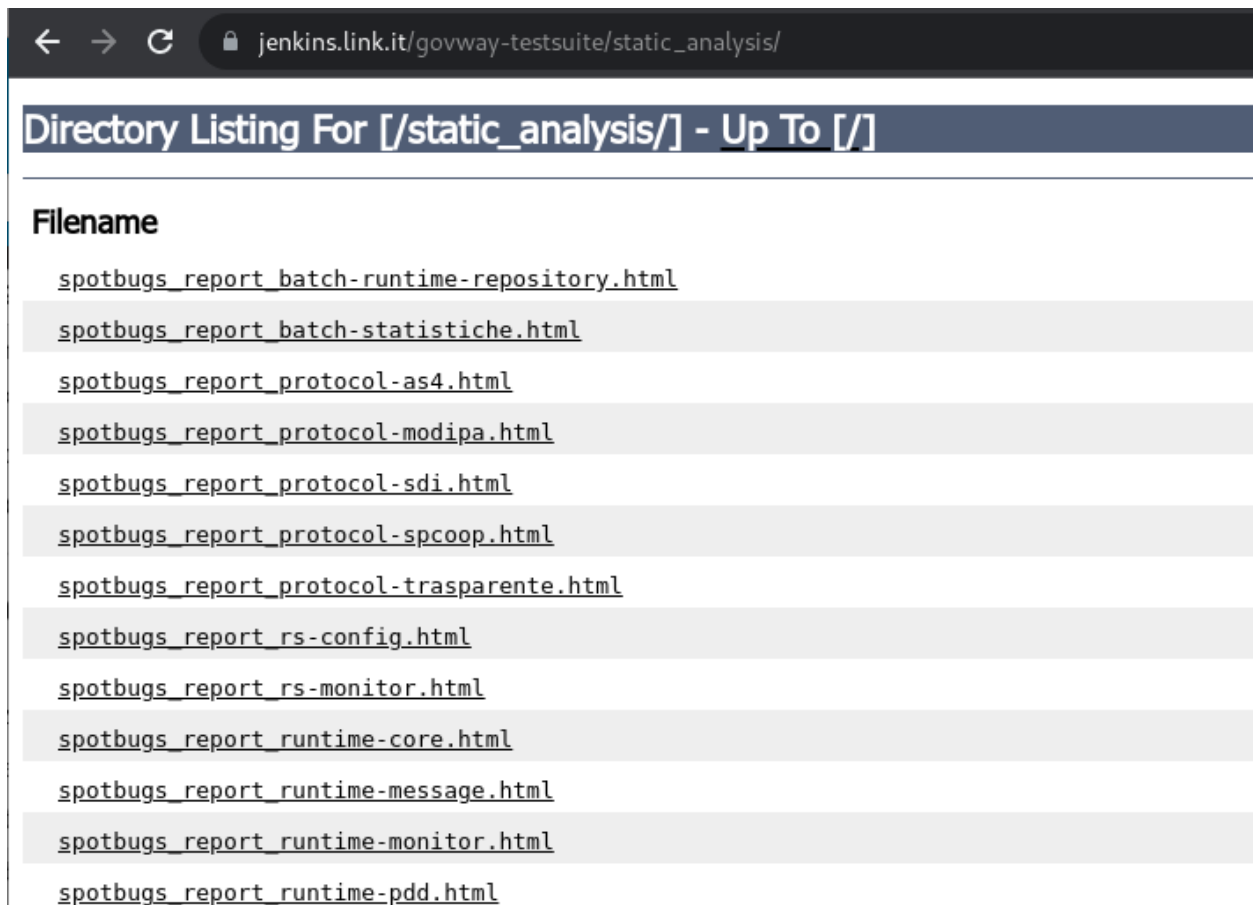 jenkins.link.it/govway-testsuite/static_analysis/
Directory Listing For [/static_analysis/] - Up To [/]
Filename
spotbugs_report_batch-runtime-repository.html
spotbugs_report_batch-statistiche.html
spotbugs_report_protocol-as4.html
spotbugs_report_protocol-modipa.html
spotbugs_report_protocol-sdi.html
spotbugs_report_protocol-spcoop.html
spotbugs_report_protocol-trasparente.html
spotbugs_report_rs-config.html
spotbugs_report_rs-monitor.html
spotbugs_report_runtime-core.html
spotbugs_report_runtime-message.html
spotbugs_report_runtime-monitor.html
spotbugs_report_runtime-pdd.html